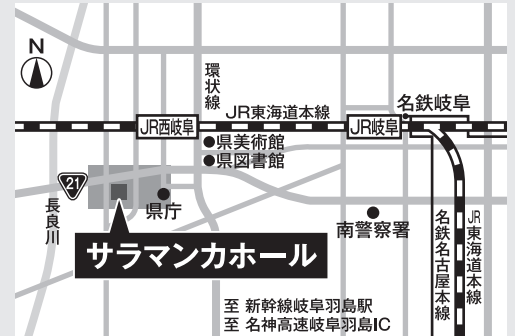 N
環状線
JR東海道本線
名鉄岐阜
JR西岐阜
JR岐阜
●県美術館
●県図書館
21
長良川
県庁
南警察署
サラマンカホール
名鉄名古屋本線
JR東海道本線
至 新幹線岐阜羽島駅
至 名神高速岐阜羽島IC